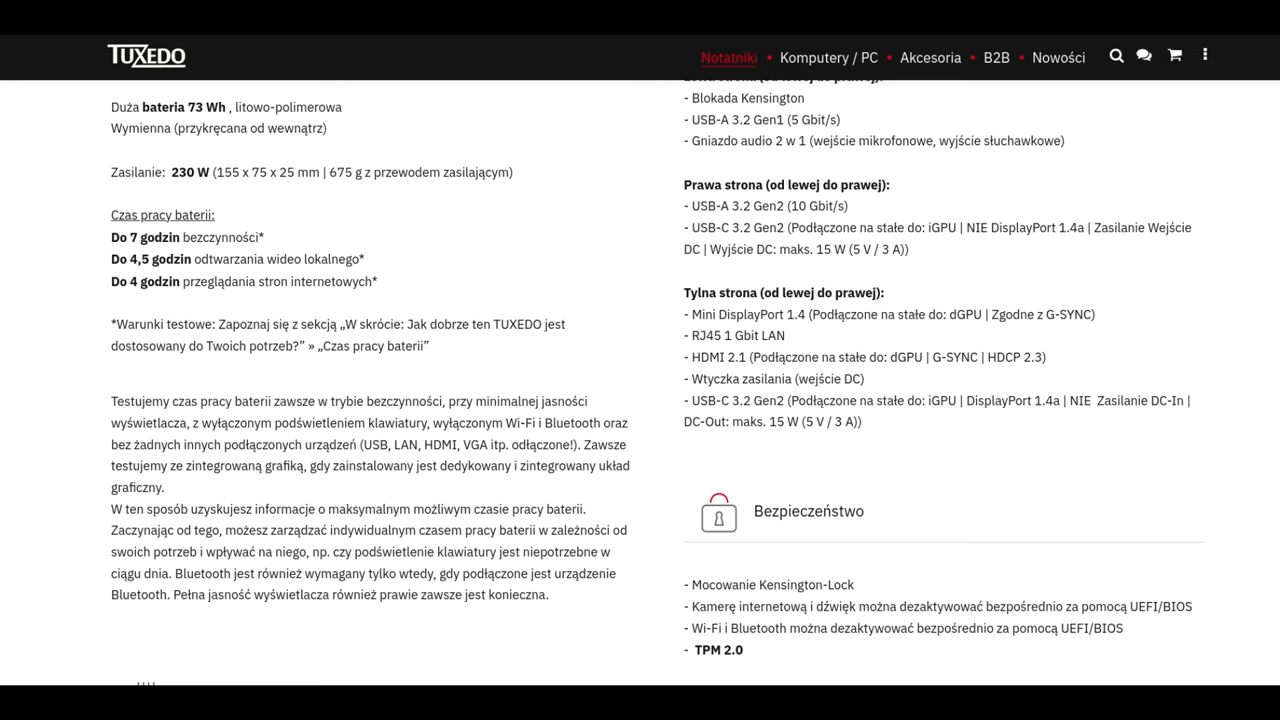 TUXEDO
Notatniki • Komputery / PC • Akcesoria • B2B • Nowości
Duża bateria 73 Wh , litowo-polimerowa
Wymienna (przykręcana od wewnątrz)
Zasilanie: 230 W (155 x 75 x 25 mm | 675 g z przewodem zasilającym)
Czas pracy baterii:
Do 7 godzin bezczynności*
Do 4,5 godzin odtwarzania wideo lokalnego*
Do 4 godzin przeglądania stron internetowych*
*Warunki testowe: Zapoznaj się z sekcją „W skrócie: Jak dobrze ten TUXEDO jest
dostosowany do Twoich potrzeb?” » „Czas pracy baterii”
Testujemy czas pracy baterii zawsze w trybie bezczynności, przy minimalnej jasności
wyświetlacza, z wyłączonym podświetleniem klawiatury, wyłączonym Wi-Fi i Bluetooth oraz
bez żadnych innych podłączonych urządzeń (USB, LAN, HDMI, VGA itp. odłączone!). Zawsze
testujemy ze zintegrowaną grafiką, gdy zainstalowany jest dedykowany i zintegrowany układ
graficzny.
W ten sposób uzyskujesz informacje o maksymalnym możliwym czasie pracy baterii.
Zaczynając od tego, możesz zarządzać indywidualnym czasem pracy baterii w zależności od
swoich potrzeb i wpływać na niego, np. czy podświetlenie klawiatury jest niepotrzebne w
ciągu dnia. Bluetooth jest również wymagany tylko wtedy, gdy podłączone jest urządzenie
Bluetooth. Pełna jasność wyświetlacza również prawie zawsze jest konieczna.
- Blokada Kensington
- USB-A 3.2 Gen1 (5 Gbit/s)
- Gniazdo audio 2 w 1 (wejście mikrofonowe, wyjście słuchawkowe)
Prawa strona (od lewej do prawej):
- USB-A 3.2 Gen2 (10 Gbit/s)
- USB-C 3.2 Gen2 (Podłączone na stałe do: iGPU | NIE DisplayPort 1.4a | Zasilanie Wejście
DC | Wyjście DC: maks. 15 W (5 V / 3 A))
Tylna strona (od lewej do prawej):
- Mini DisplayPort 1.4 (Podłączone na stałe do: dGPU | Zgodne z G-SYNC)
- RJ45 1 Gbit LAN
- HDMI 2.1 (Podłączone na stałe do: dGPU | G-SYNC | HDCP 2.3)
- Wtyczka zasilania (wejście DC)
- USB-C 3.2 Gen2 (Podłączone na stałe do: iGPU | DisplayPort 1.4a | NIE Zasilanie DC-In |
DC-Out: maks. 15 W (5 V / 3 A))
Bezpieczeństwo
- Mocowanie Kensington-Lock
- Kamerę internetową i dźwięk można dezaktywować bezpośrednio za pomocą UEFI/BIOS
- Wi-Fi i Bluetooth można dezaktywować bezpośrednio za pomocą UEFI/BIOS
- TPM 2.0